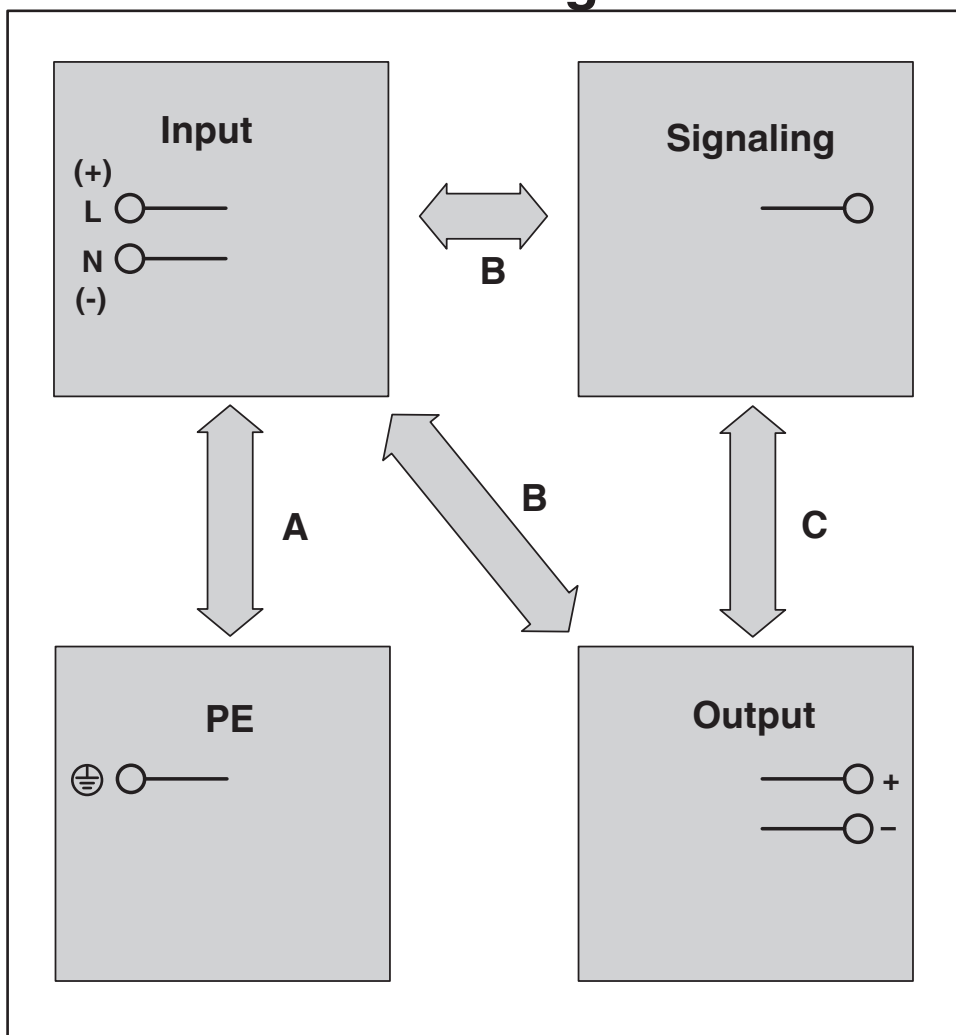 Input
(+)
L
N
(-)
Signaling
B
A
B
C
PE
Output
+
–